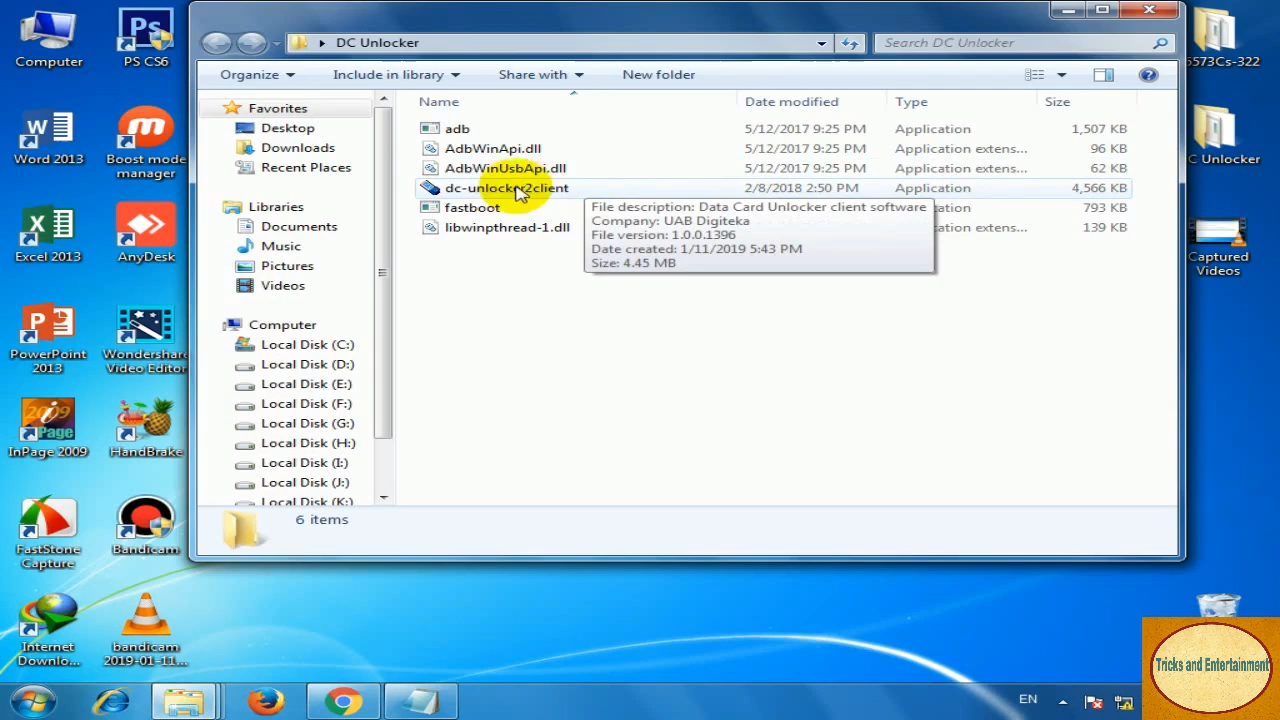 Computer
PS CS6
Word 2013
Boost mode
manager
Excel 2013
AnyDesk
PowerPoint
2013
Wondershare
Video Editor
InPage 2009
HandBrake
FastStone
Capture
Bandicam
Internet
Downlo...
bandicam
2019-01-11...
DC Unlocker
Search DC Unlocker
Organize
Include in library
Share with
New folder
Favorites
Desktop
Downloads
Recent Places
Libraries
Documents
Music
Pictures
Videos
Computer
Local Disk (C:)
Local Disk (D:)
Local Disk (E:)
Local Disk (F:)
Local Disk (G:)
Local Disk (H:)
Local Disk (I:)
Local Disk (J:)
Local Disk (K:)
Name Date modified Type Size
adb 5/12/2017 9:25 PM Application 1,507 KB
AdbWinApi.dll 5/12/2017 9:25 PM Application extens... 96 KB
AdbWinUsbApi.dll 5/12/2017 9:25 PM Application extens... 62 KB
dc-unlocker2client 2/8/2018 2:50 PM Application 4,566 KB
fastboot 793 KB
libwinpthread-1.dll 139 KB
File description: Data Card Unlocker client software
Company: UAB Digiteka
File version: 1.0.0.1396
Date created: 1/11/2019 5:43 PM
Size: 4.45 MB
6 items
5573Cs-322
C Unlocker
Captured
Videos
EN
Tricks and Entertainment